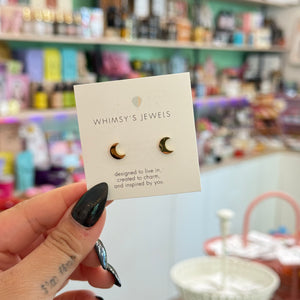 WHIMSY'S JEWELS
designed to live in,
created to charm,
and inspired by you.